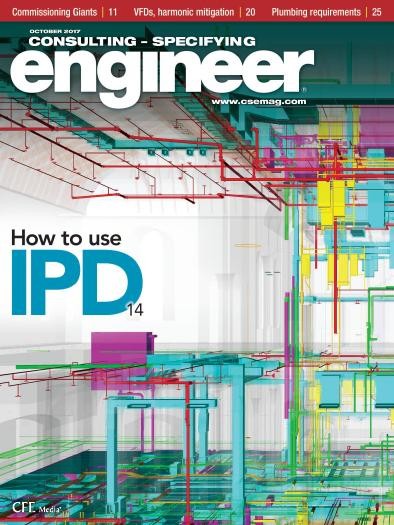 Commissioning Giants | 11 VFDs, harmonic mitigation | 20 Plumbing requirements | 25
OCTOBER 2017
CONSULTING - SPECIFYING
engineer®
www.csemag.com
How to use
IPD
14
CFE Media®